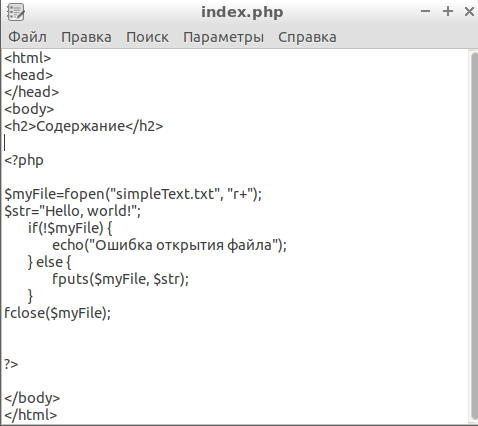 index.php
Файл Правка Поиск Параметры Справка
<html>
<head>
</head>
<body>
<h2>Содержание</h2>
<?php
$myFile=fopen("simpleText.txt", "r+");
$str="Hello, world!";
if(!$myFile) {
echo("Ошибка открытия файла");
} else {
fputs($myFile, $str);
}
fclose($myFile);
?>
</body>
</html>